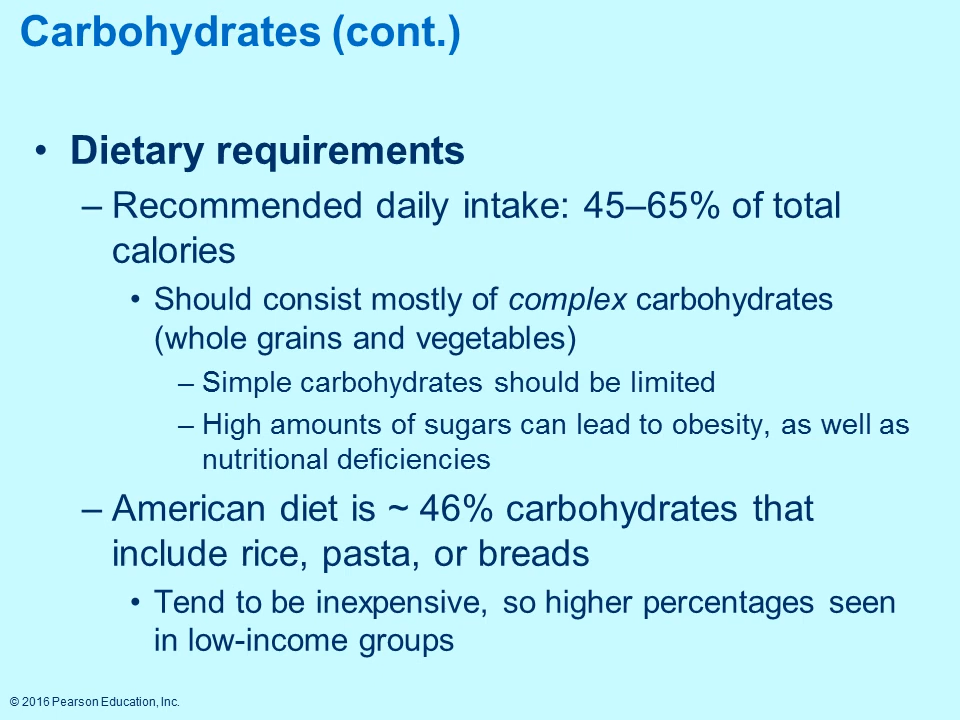 Carbohydrates (cont.)
• Dietary requirements
– Recommended daily intake: 45–65% of total
calories
• Should consist mostly of complex carbohydrates
(whole grains and vegetables)
– Simple carbohydrates should be limited
– High amounts of sugars can lead to obesity, as well as
nutritional deficiencies
– American diet is ~ 46% carbohydrates that
include rice, pasta, or breads
• Tend to be inexpensive, so higher percentages seen
in low-income groups
© 2016 Pearson Education, Inc.